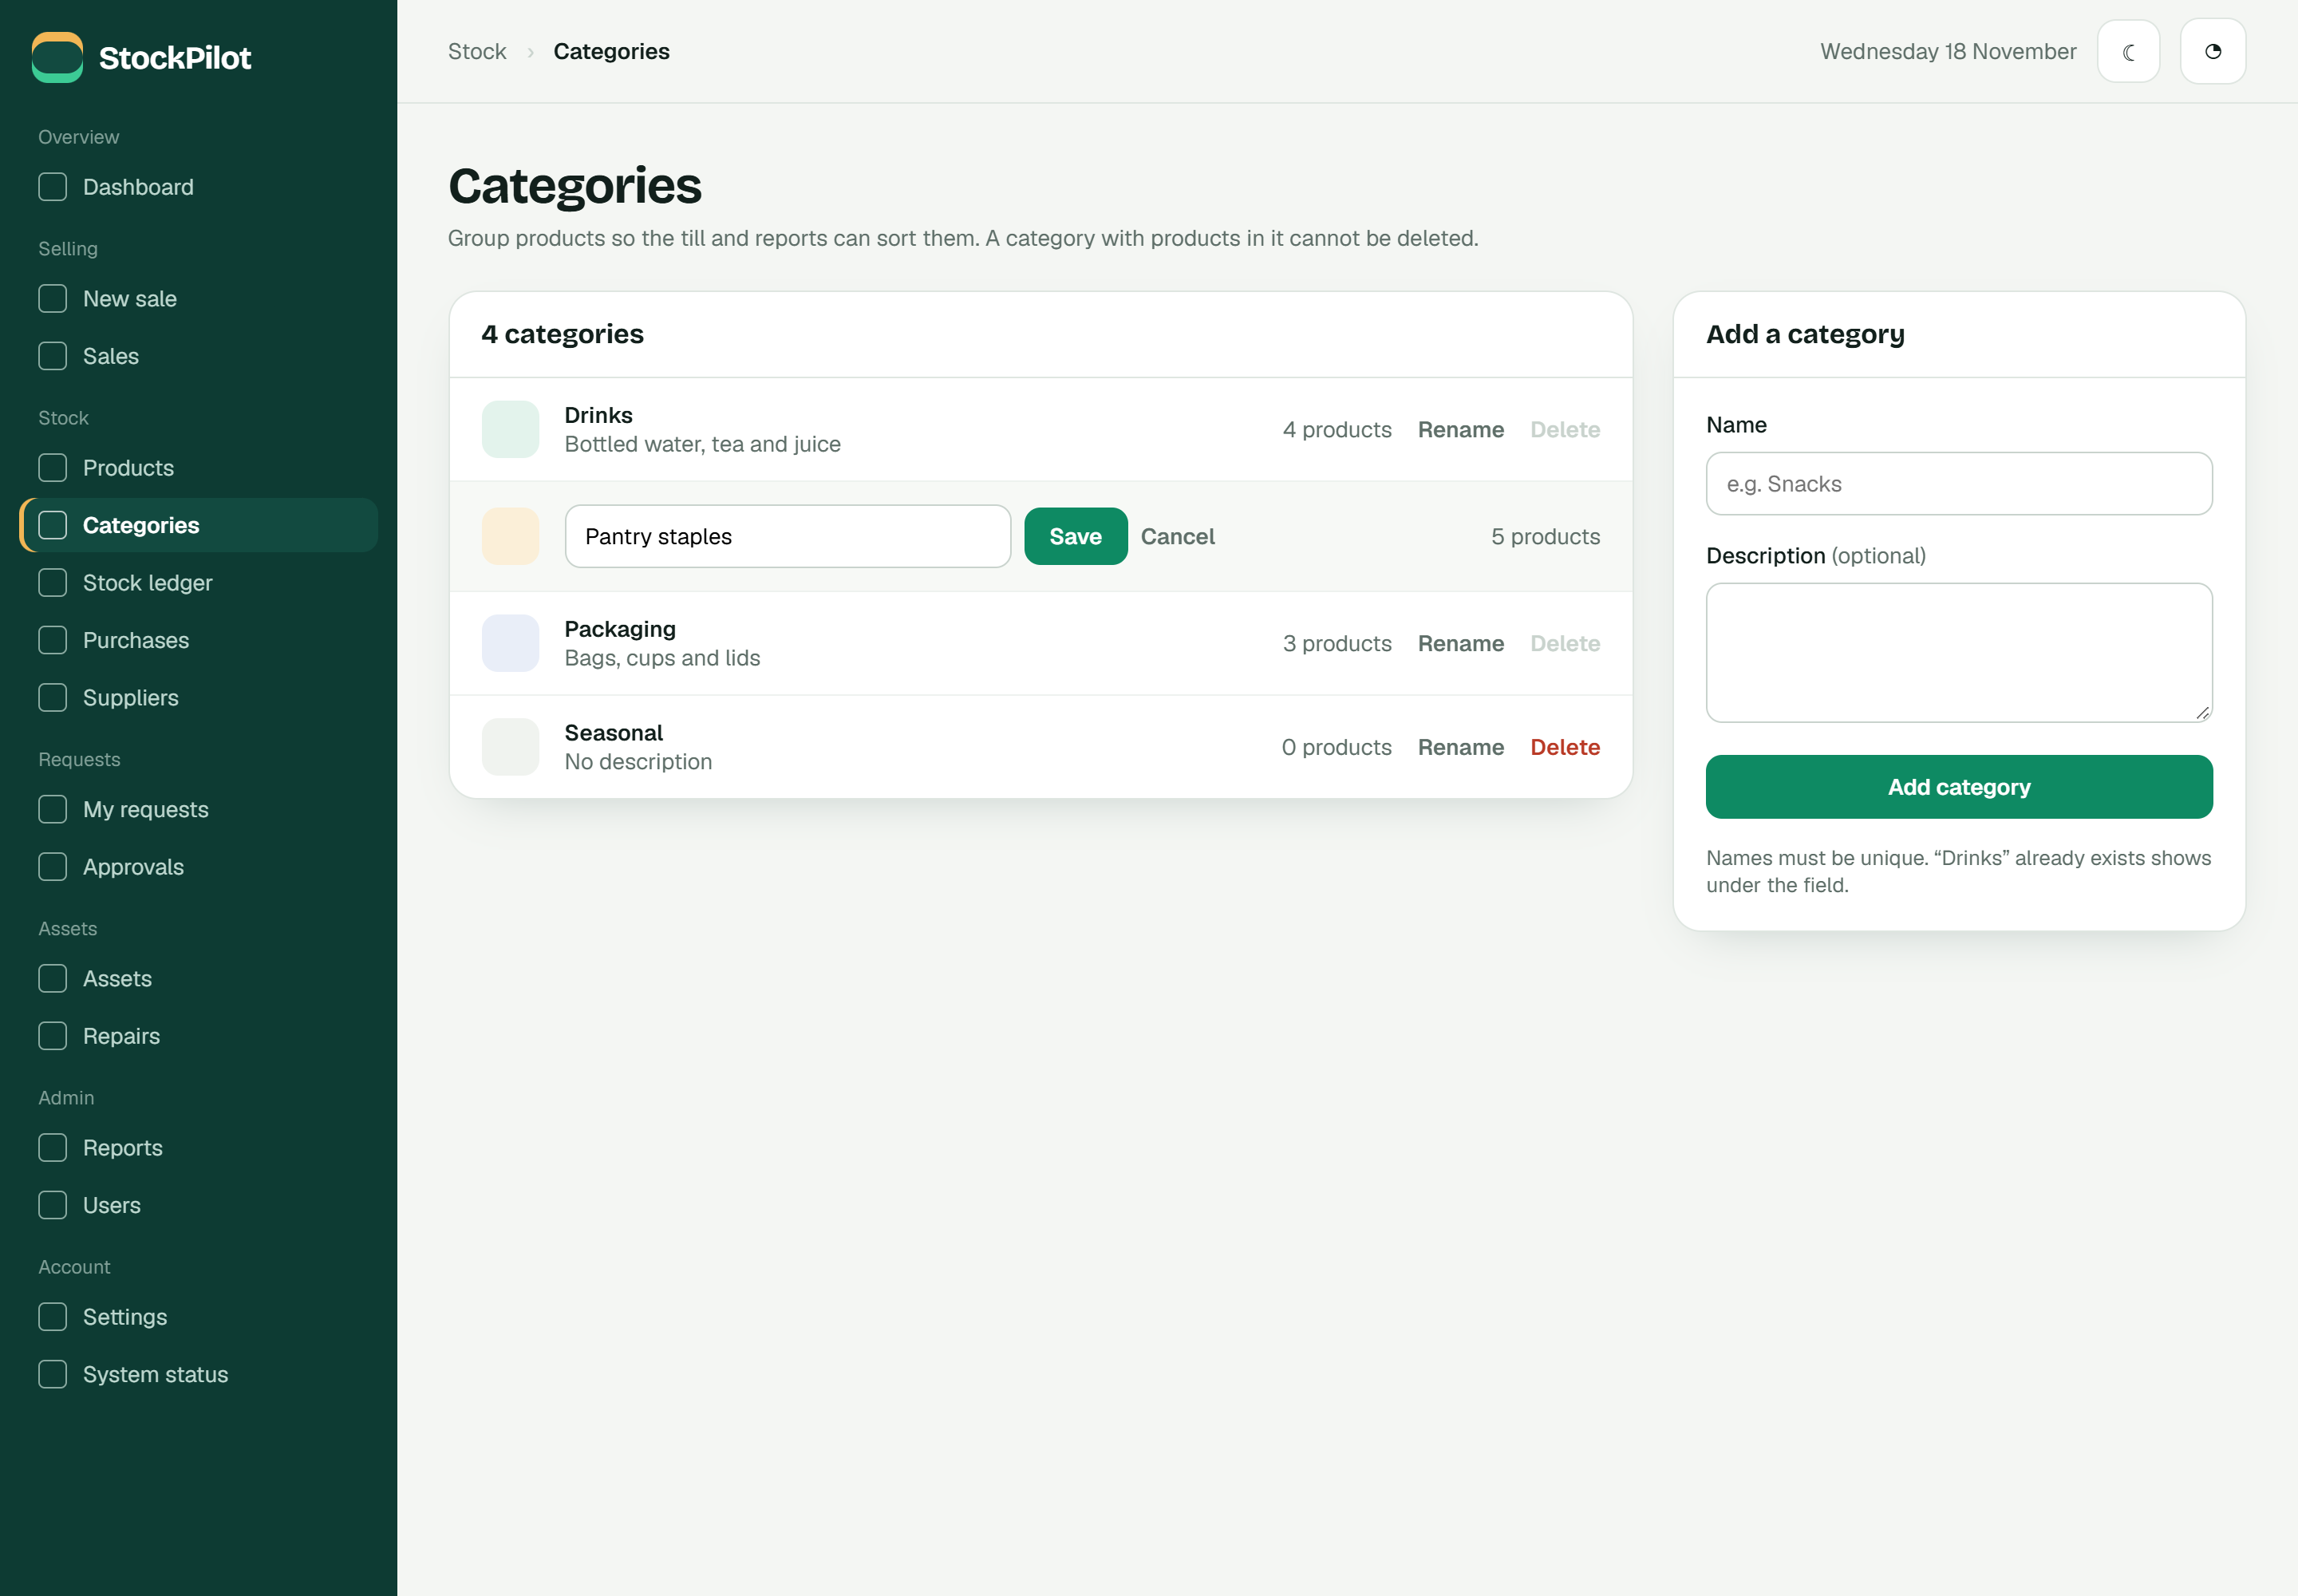 StockPilot
Overview
Dashboard
Selling
New sale
Sales
Stock
Products
Categories
Stock ledger
Purchases
Suppliers
Requests
My requests
Approvals
Assets
Assets
Repairs
Admin
Reports
Users
Account
Settings
System status
Stock › Categories
Wednesday 18 November
Categories
Group products so the till and reports can sort them. A category with products in it cannot be deleted.
4 categories
Drinks
Bottled water, tea and juice
4 products Rename Delete
Pantry staples Save Cancel 5 products
Packaging
Bags, cups and lids
3 products Rename Delete
Seasonal
No description
0 products Rename Delete
Add a category
Name
e.g. Snacks
Description (optional)
Add category
Names must be unique. “Drinks” already exists shows
under the field.